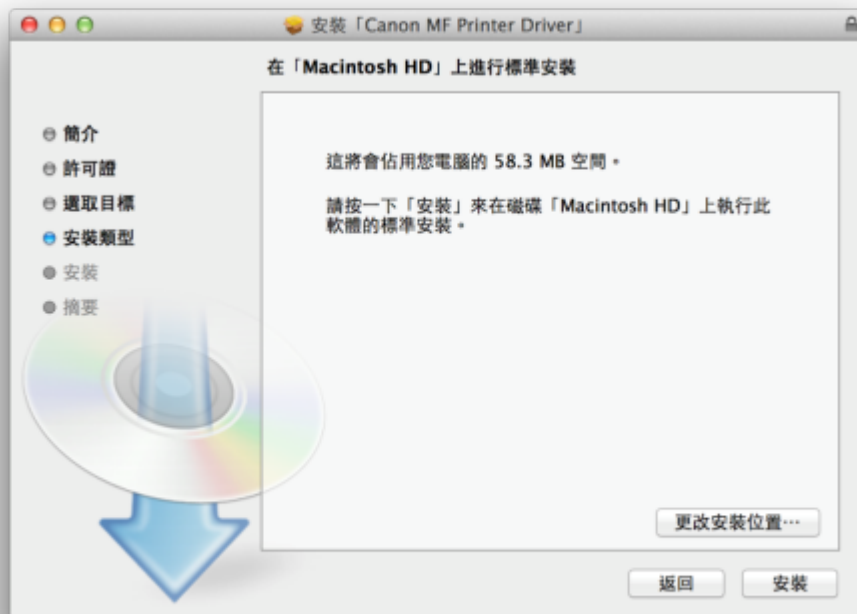 安裝「Canon MF Printer Driver」
在「Macintosh HD」上進行標準安裝
簡介
許可證
選取目標
安裝類型
安裝
摘要
這將會佔用您電腦的 58.3 MB 空間。
請按一下「安裝」來在磁碟「Macintosh HD」上執行此
軟體的標準安裝。
更改安裝位置⋯
返回
安裝